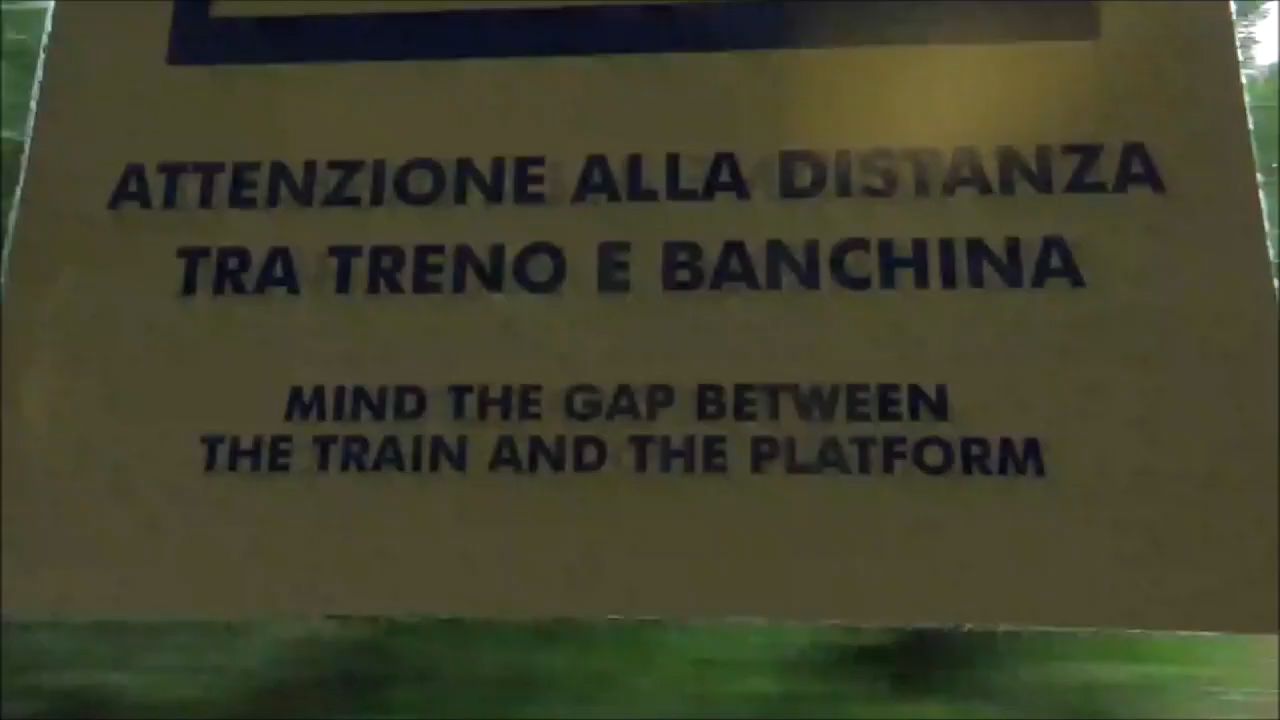 ATTENZIONE ALLA DISTANZA
TRA TRENO E BANCHINA
MIND THE GAP BETWEEN
THE TRAIN AND THE PLATFORM